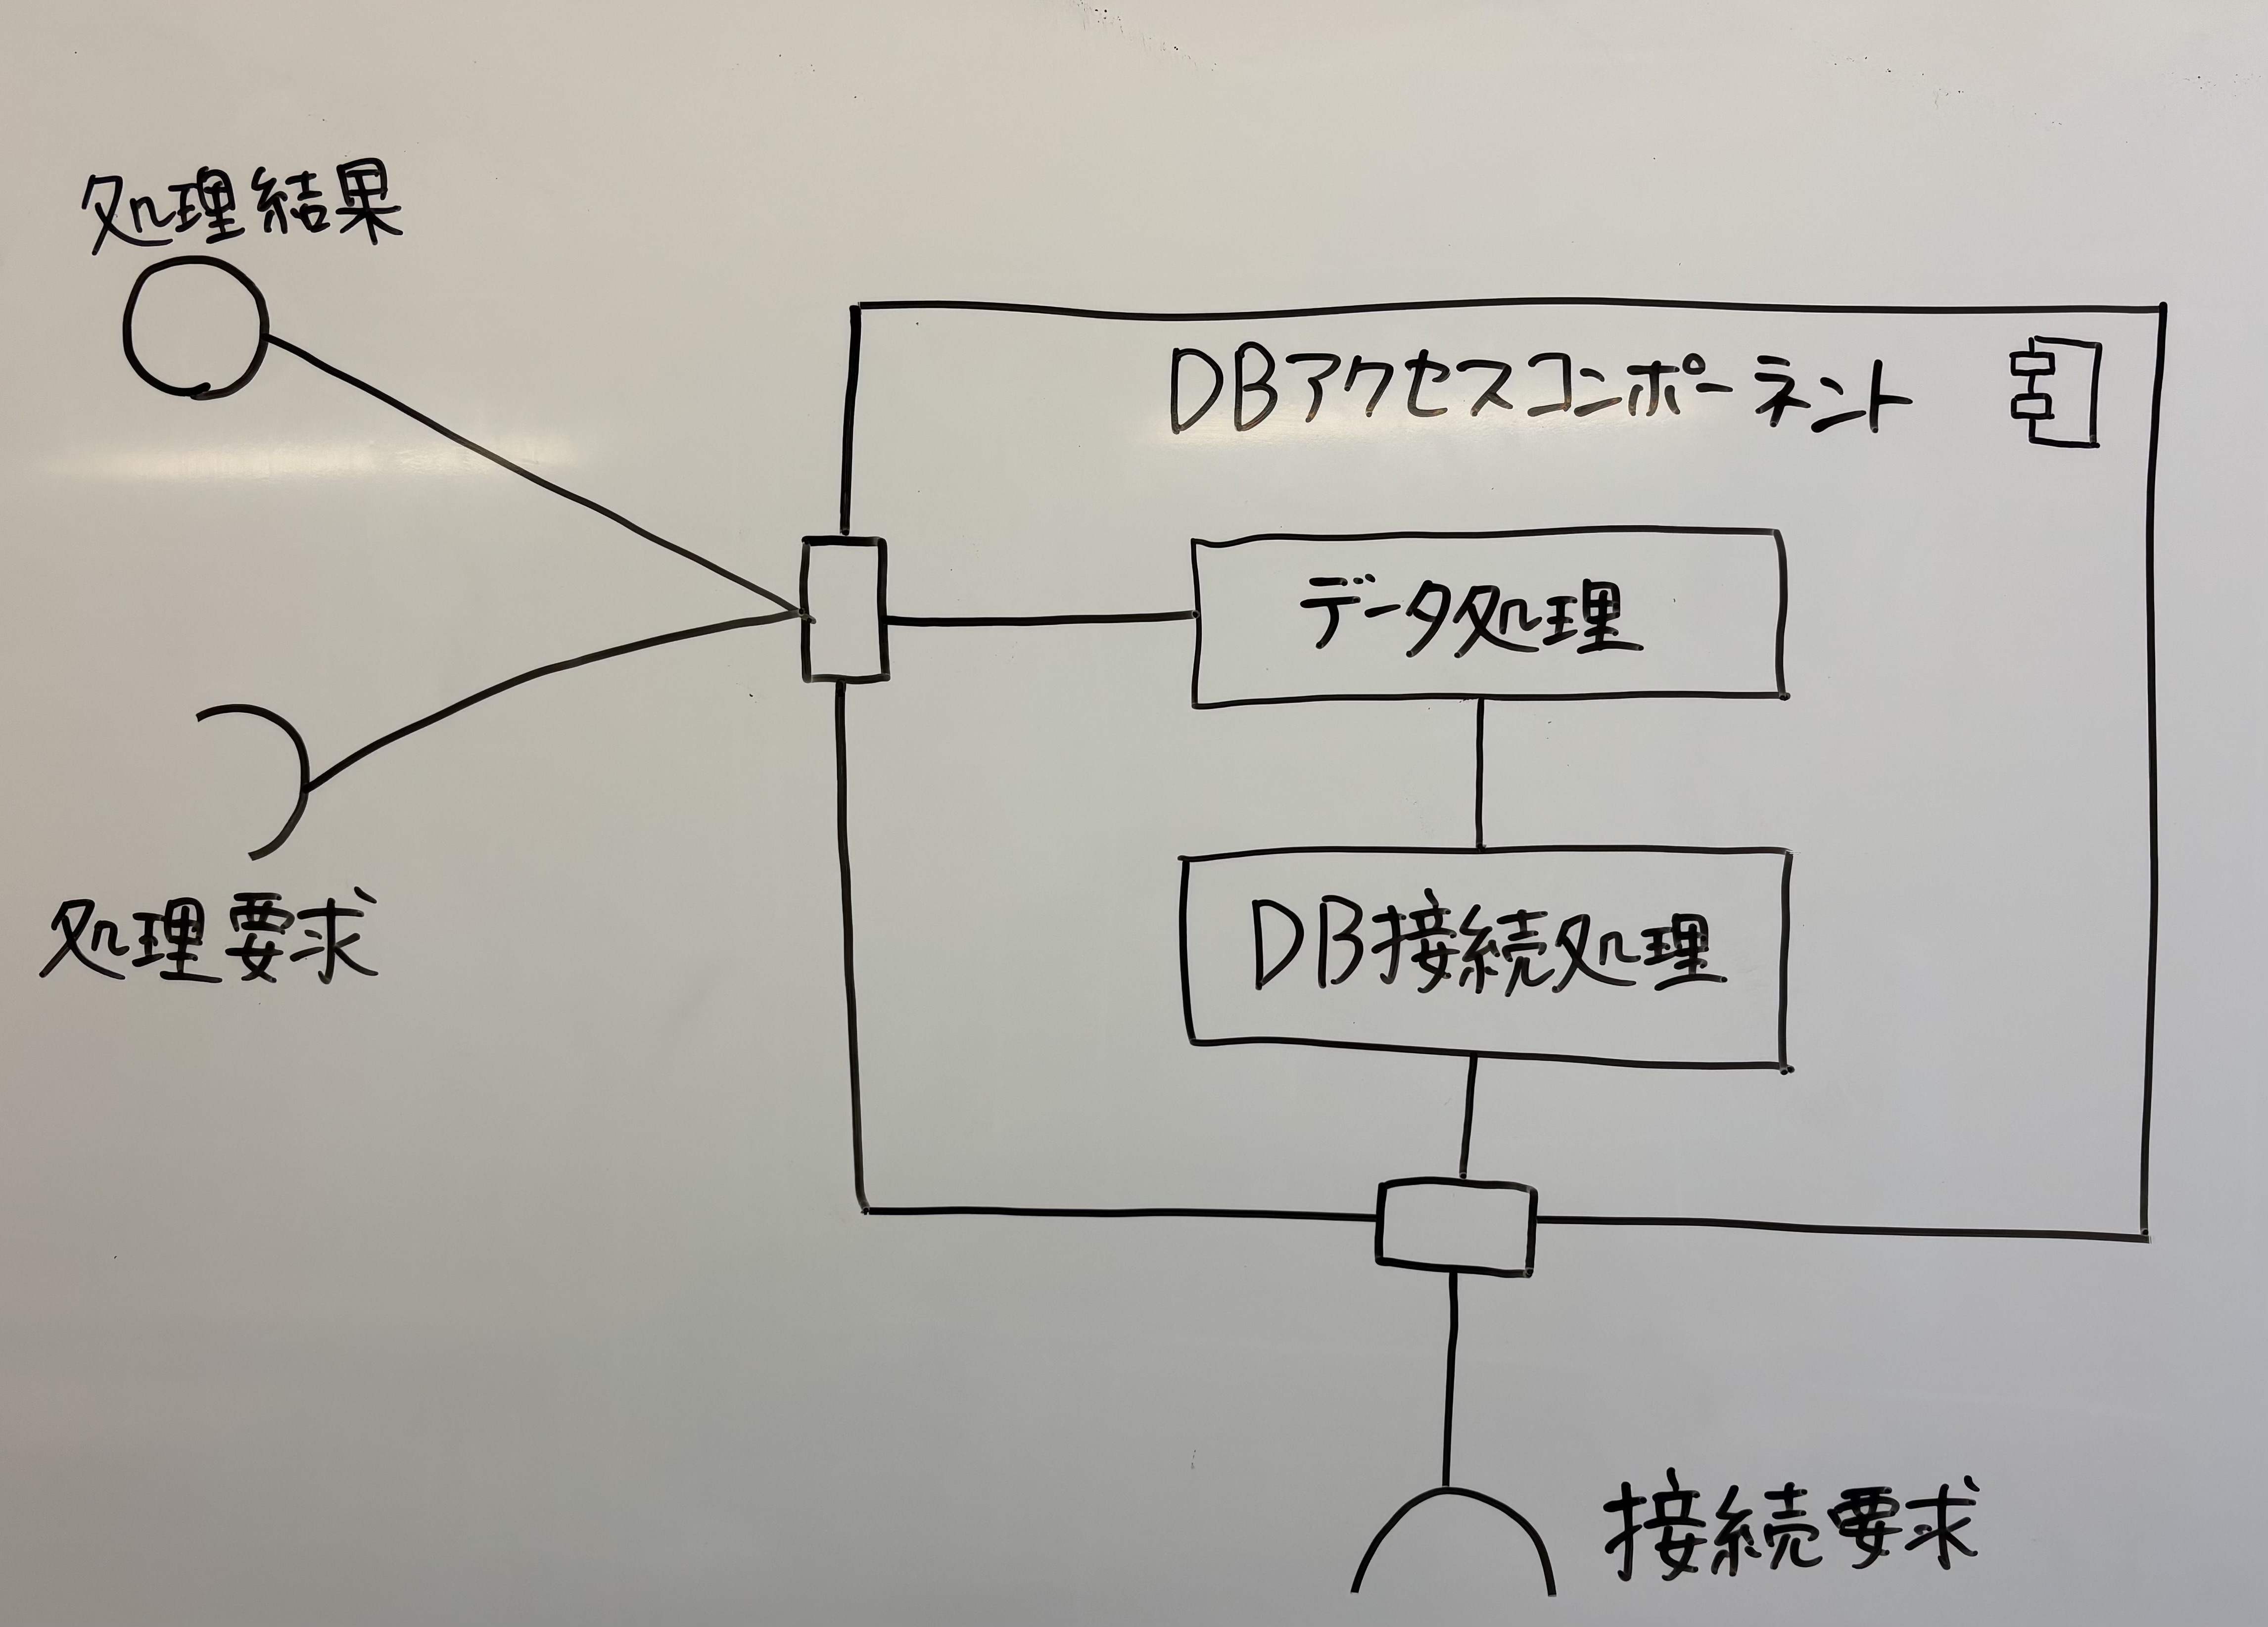 処理結果
DBアクセスコンポーネント
データ処理
処理要求
DB接続処理
接続要求